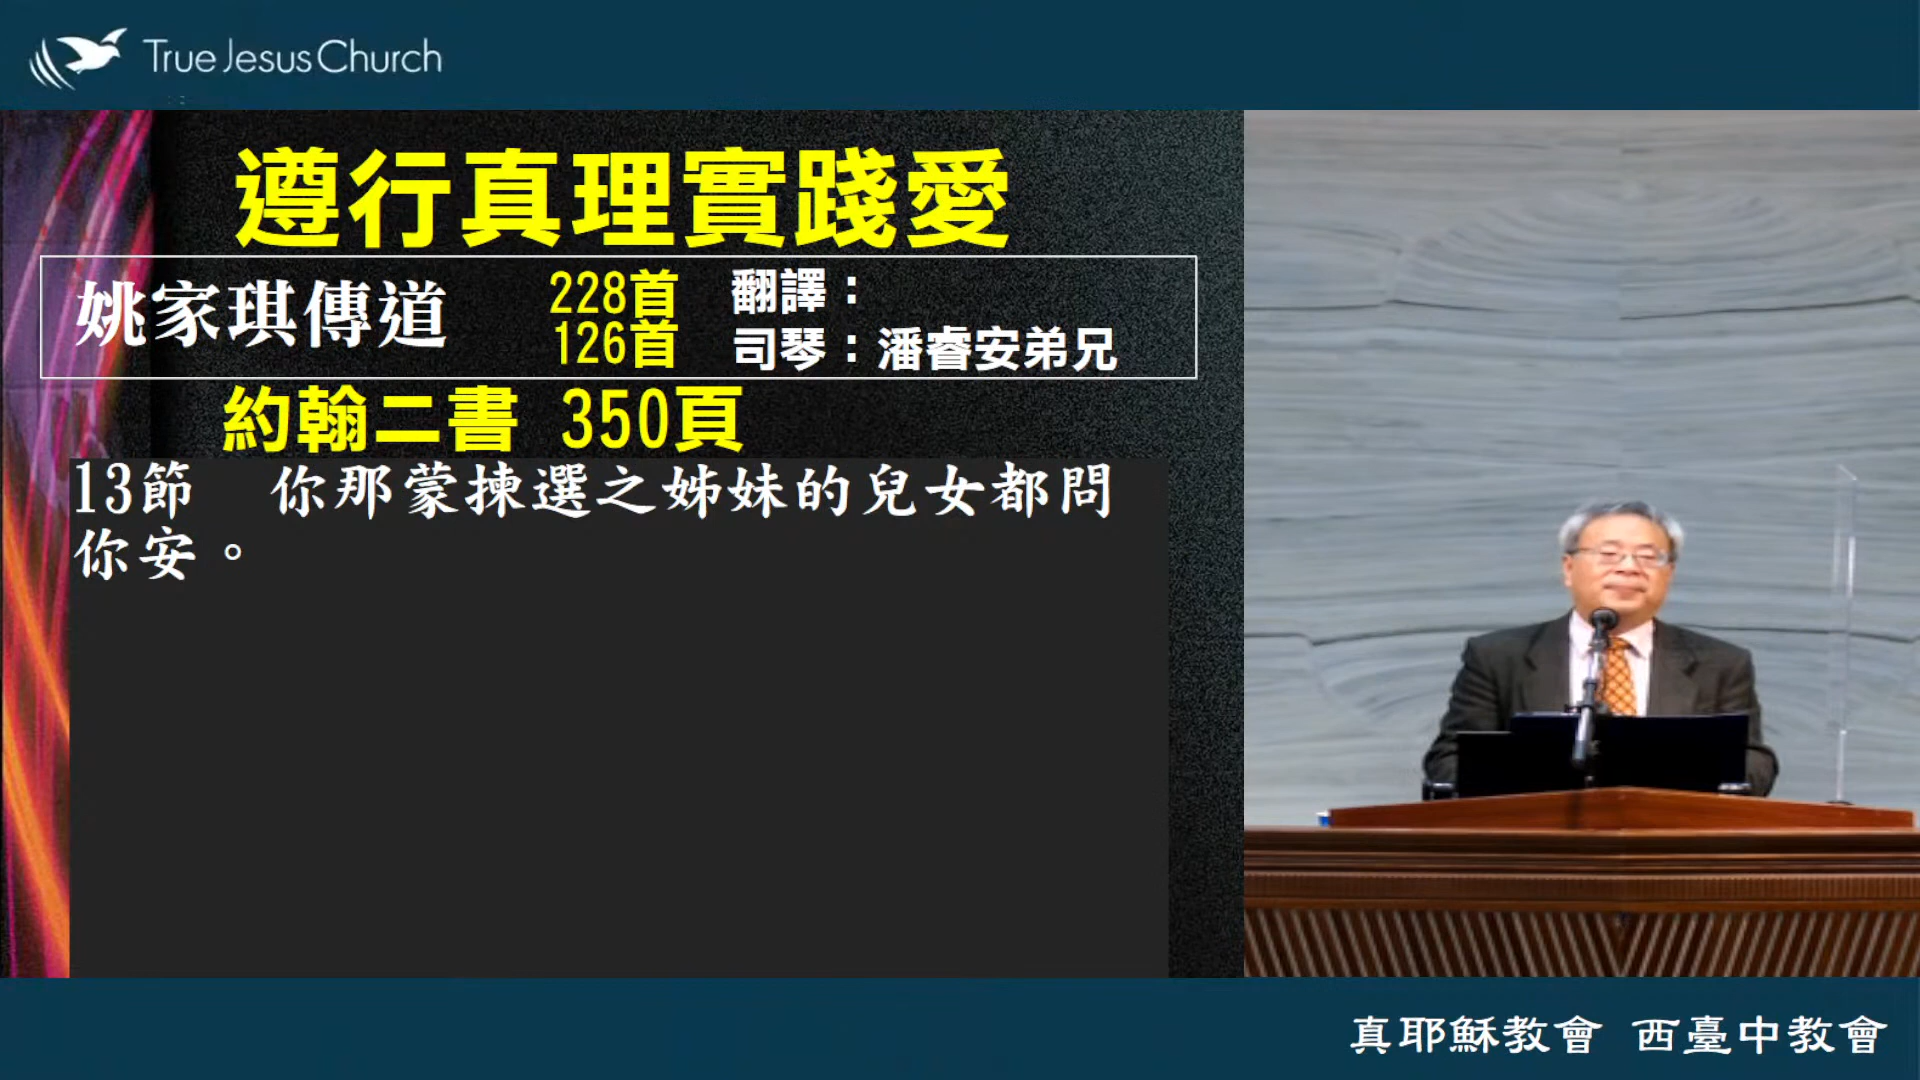 True Jesus Church
遵行真理實踐愛
姚家琪傳道
228首
126首
翻譯：
司琴：潘睿安弟兄
約翰二書 350頁
13節 你那蒙揀選之姊妹的兒女都問
你安。
真耶穌教會 西臺中教會